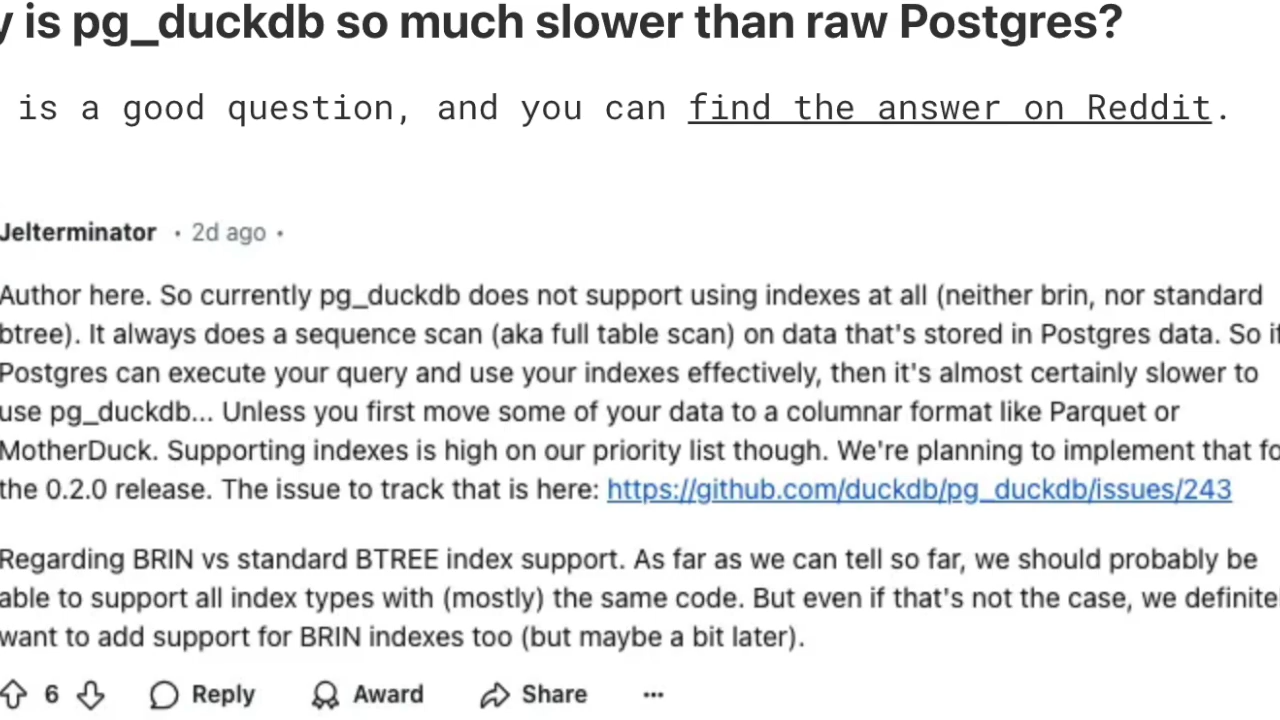 y is pg_duckdb so much slower than raw Postgres?
is a good question, and you can find the answer on Reddit.
Jelterminator · 2d ago ·
Author here. So currently pg_duckdb does not support using indexes at all (neither brin, nor standard
btree). It always does a sequence scan (aka full table scan) on data that's stored in Postgres data. So if
Postgres can execute your query and use your indexes effectively, then it's almost certainly slower to
use pg_duckdb... Unless you first move some of your data to a columnar format like Parquet or
MotherDuck. Supporting indexes is high on our priority list though. We're planning to implement that fo
the 0.2.0 release. The issue to track that is here: https://github.com/duckdb/pg_duckdb/issues/243
Regarding BRIN vs standard BTREE index support. As far as we can tell so far, we should probably be
able to support all index types with (mostly) the same code. But even if that's not the case, we definitel
want to add support for BRIN indexes too (but maybe a bit later).
6 Reply Award Share ...